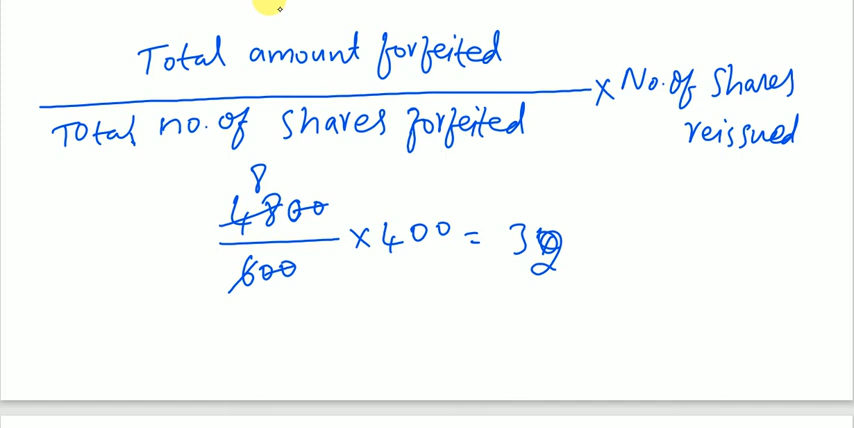 Total amount forfeited
Total no. of shares forfeited
× No. of shares
reissued
8
4800
600
× 400 = 32